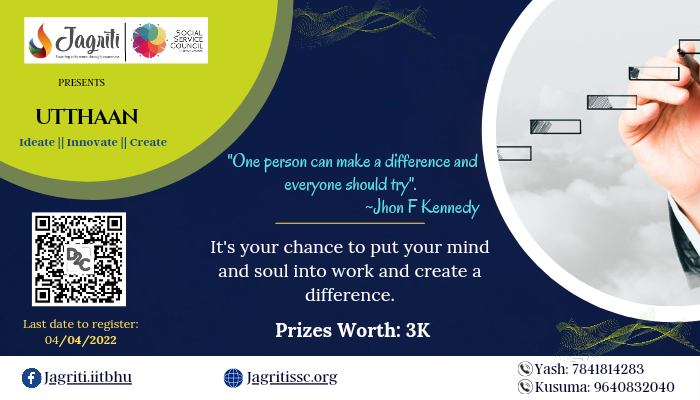 Jagriti
SOCIAL
SERVICE
COUNCIL
PRESENTS
UTTHAAN
Ideate || Innovate || Create
"One person can make a difference and
everyone should try".
~Jhon F Kennedy
It's your chance to put your mind
and soul into work and create a
difference.
Prizes Worth: 3K
D2C
Last date to register:
04/04/2022
Jagriti.iitbhu
Jagritissc.org
Yash: 7841814283
Kusuma: 9640832040